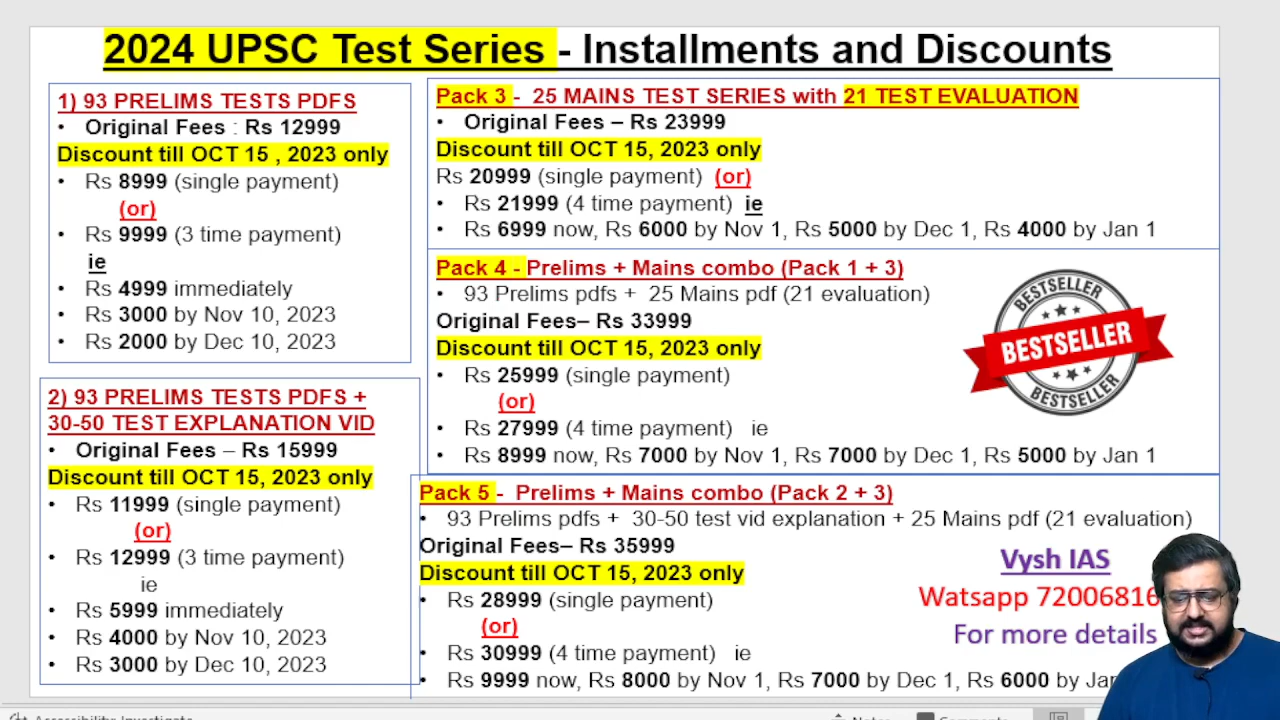 2024 UPSC Test Series - Installments and Discounts
1) 93 PRELIMS TESTS PDFS
• Original Fees : Rs 12999
Discount till OCT 15 , 2023 only
• Rs 8999 (single payment)
(or)
• Rs 9999 (3 time payment)
ie
• Rs 4999 immediately
• Rs 3000 by Nov 10, 2023
• Rs 2000 by Dec 10, 2023
2) 93 PRELIMS TESTS PDFS +
30-50 TEST EXPLANATION VID
• Original Fees – Rs 15999
Discount till OCT 15, 2023 only
• Rs 11999 (single payment)
(or)
• Rs 12999 (3 time payment)
ie
• Rs 5999 immediately
• Rs 4000 by Nov 10, 2023
• Rs 3000 by Dec 10, 2023
Pack 3 - 25 MAINS TEST SERIES with 21 TEST EVALUATION
• Original Fees – Rs 23999
Discount till OCT 15, 2023 only
Rs 20999 (single payment) (or)
• Rs 21999 (4 time payment) ie
• Rs 6999 now, Rs 6000 by Nov 1, Rs 5000 by Dec 1, Rs 4000 by Jan 1
Pack 4 - Prelims + Mains combo (Pack 1 + 3)
• 93 Prelims pdfs + 25 Mains pdf (21 evaluation)
Original Fees– Rs 33999
Discount till OCT 15, 2023 only
• Rs 25999 (single payment)
(or)
• Rs 27999 (4 time payment) ie
• Rs 8999 now, Rs 7000 by Nov 1, Rs 7000 by Dec 1, Rs 5000 by Jan 1
BESTSELLER
BESTSELLER
BESTSELLER
Pack 5 - Prelims + Mains combo (Pack 2 + 3)
• 93 Prelims pdfs + 30-50 test vid explanation + 25 Mains pdf (21 evaluation)
Original Fees– Rs 35999
Discount till OCT 15, 2023 only
• Rs 28999 (single payment)
(or)
• Rs 30999 (4 time payment) ie
• Rs 9999 now, Rs 8000 by Nov 1, Rs 7000 by Dec 1, Rs 6000 by
Vysh IAS
Watsapp 72006816
For more details